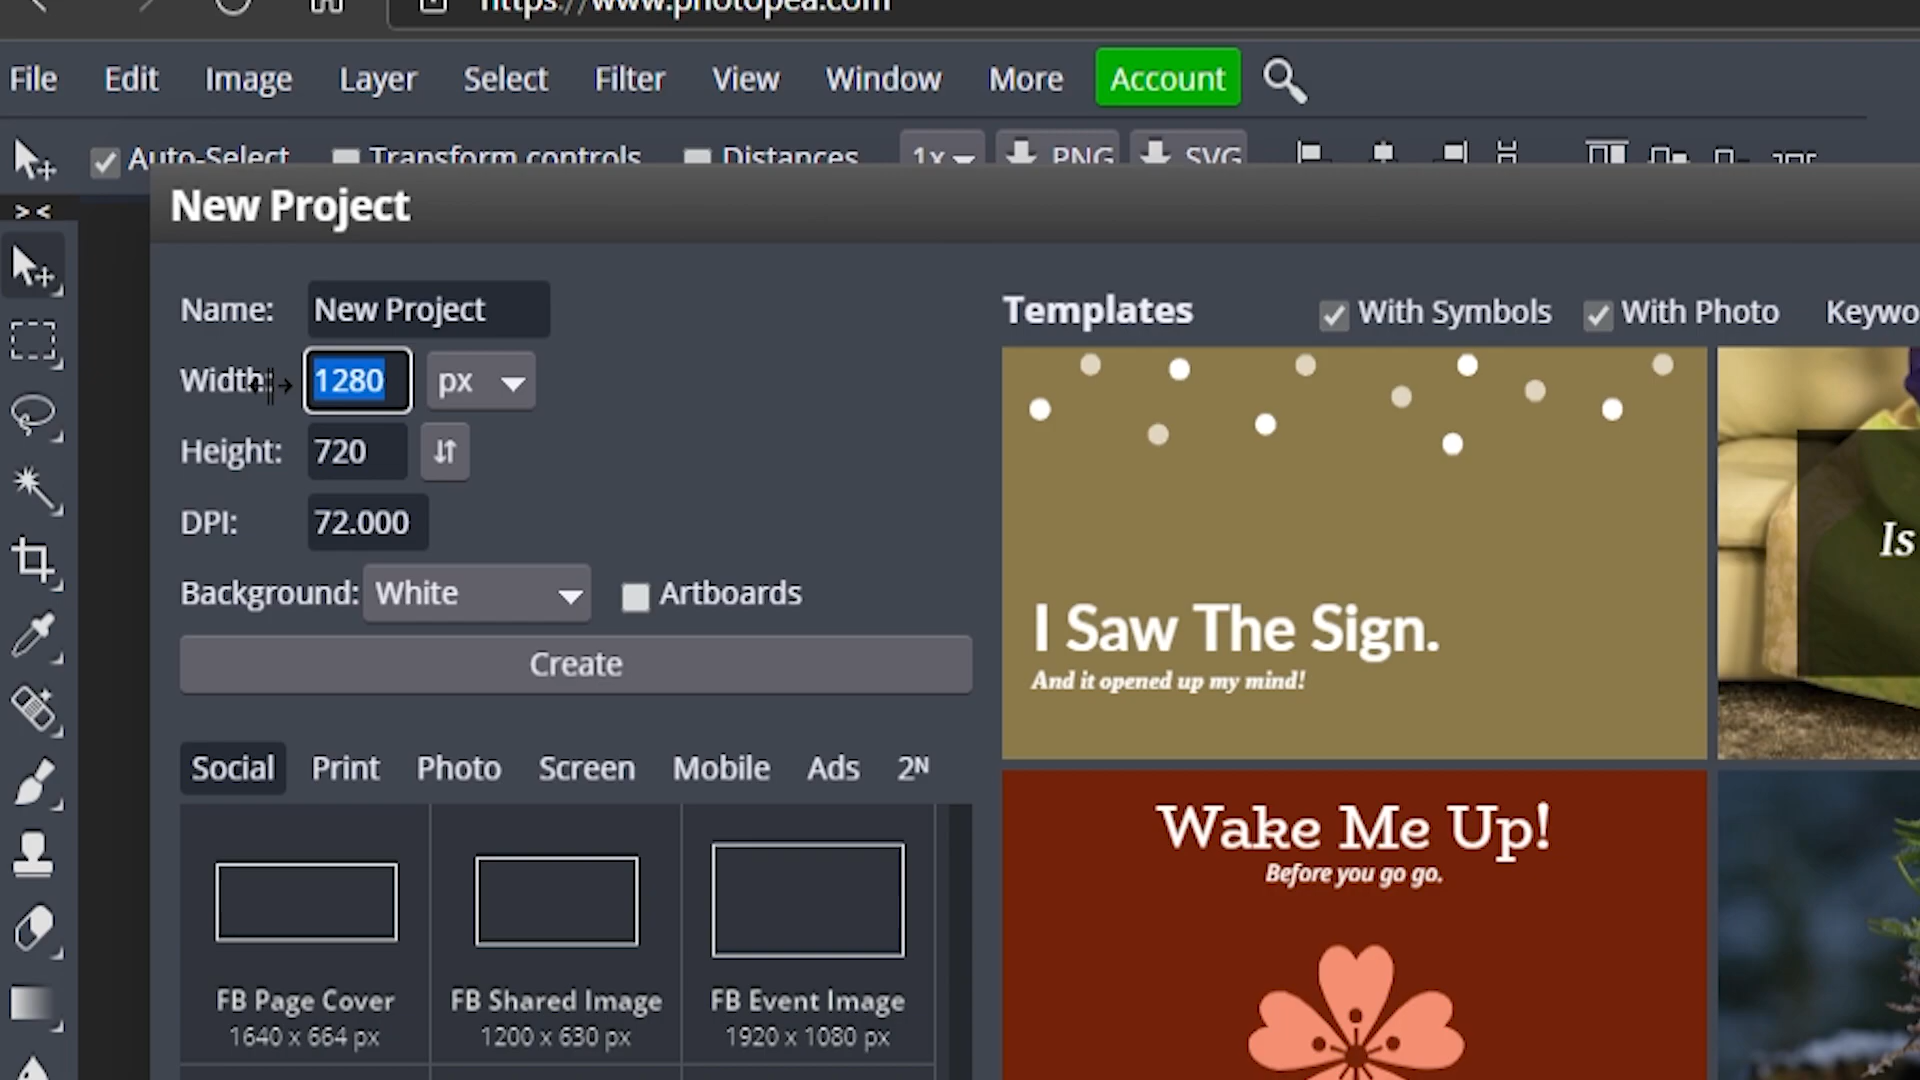 https://www.photopea.com
File Edit Image Layer Select Filter View Window More Account
Auto-Select Transform controls Distances 1x PNG SVG
New Project
Name: New Project
Width: 1280 px
Height: 720
DPI: 72.000
Background: White Artboards
Create
Social Print Photo Screen Mobile Ads 2ᴺ
FB Page Cover
1640 x 664 px
FB Shared Image
1200 x 630 px
FB Event Image
1920 x 1080 px
Templates With Symbols With Photo
I Saw The Sign.
And it opened up my mind!
Is
Wake Me Up!
Before you go go.